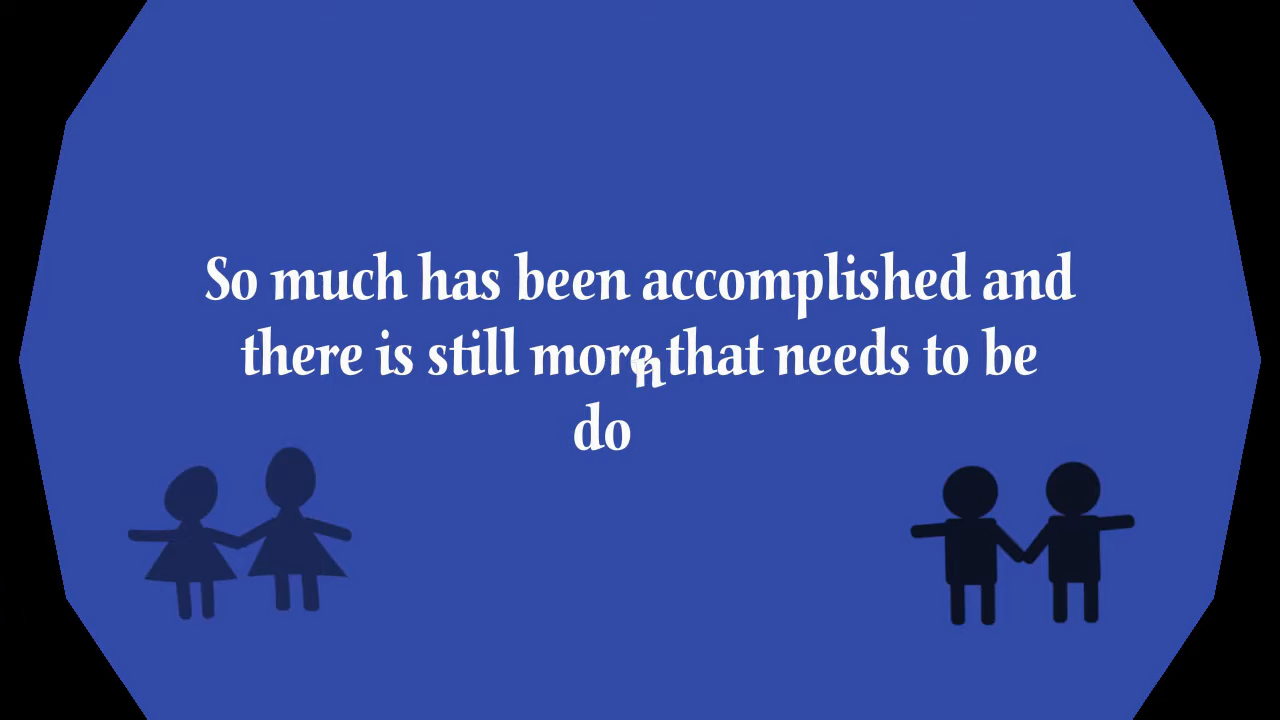 So much has been accomplished and
there is still more that needs to be
do
n